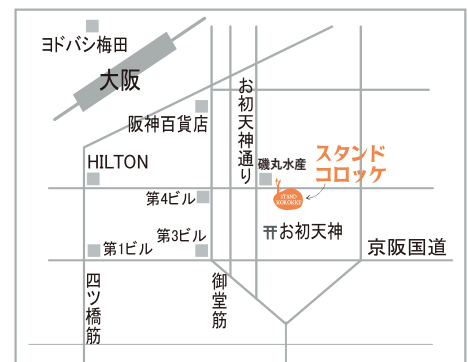 ヨドバシ梅田
大阪
阪神百貨店
お初天神通り
HILTON
磯丸水産
スタンド
コロッケ
STAND
KOROKKE
第4ビル
お初天神
第3ビル
第1ビル
京阪国道
四ツ橋筋
御堂筋